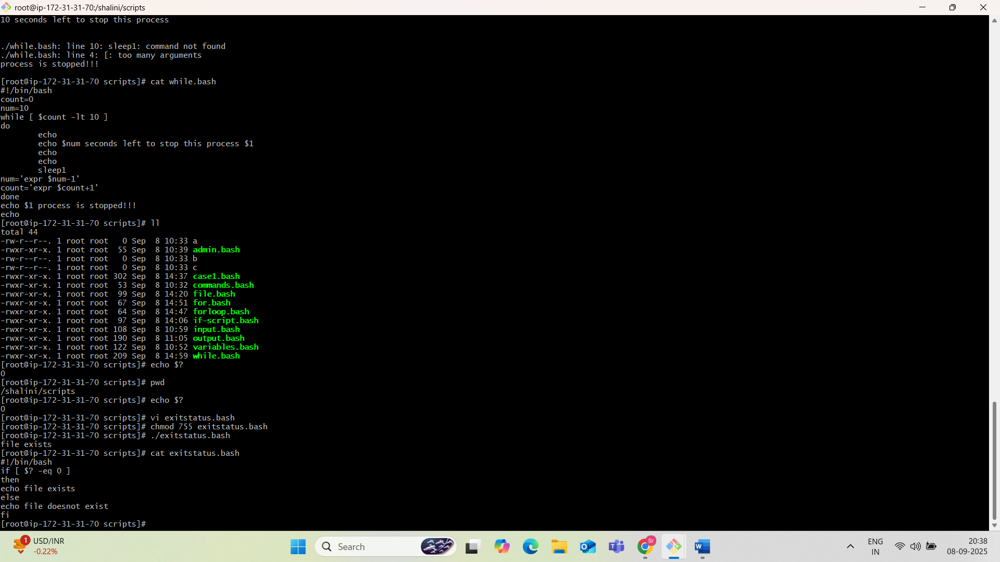 root@ip-172-31-31-70:/shalini/scripts
10 seconds left to stop this process
./while.bash: line 10: sleep1: command not found
./while.bash: line 4: [: too many arguments
process is stopped!!!
[root@ip-172-31-31-70 scripts]# cat while.bash
#!/bin/bash
count=0
num=10
while [ $count -lt 10 ]
do
        echo
        echo $num seconds left to stop this process $1
        echo
        echo
        sleep1
num='expr $num-1'
count='expr $count+1'
done
echo $1 process is stopped!!!
echo
[root@ip-172-31-31-70 scripts]# ll
total 44
-rw-r--r--. 1 root root   0 Sep  8 10:33 a
-rwxr-xr-x. 1 root root  55 Sep  8 10:39 admin.bash
-rw-r--r--. 1 root root   0 Sep  8 10:33 b
-rw-r--r--. 1 root root   0 Sep  8 10:33 c
-rwxr-xr-x. 1 root root 302 Sep  8 14:37 case1.bash
-rwxr-xr-x. 1 root root  53 Sep  8 10:32 commands.bash
-rwxr-xr-x. 1 root root  99 Sep  8 14:20 file.bash
-rwxr-xr-x. 1 root root  67 Sep  8 14:51 for.bash
-rwxr-xr-x. 1 root root  64 Sep  8 14:47 forloop.bash
-rwxr-xr-x. 1 root root  97 Sep  8 14:06 if-script.bash
-rwxr-xr-x. 1 root root 108 Sep  8 10:59 input.bash
-rwxr-xr-x. 1 root root 190 Sep  8 11:05 output.bash
-rwxr-xr-x. 1 root root 122 Sep  8 10:52 variables.bash
-rwxr-xr-x. 1 root root 209 Sep  8 14:59 while.bash
[root@ip-172-31-31-70 scripts]# echo $?
0
[root@ip-172-31-31-70 scripts]# pwd
/shalini/scripts
[root@ip-172-31-31-70 scripts]# echo $?
0
[root@ip-172-31-31-70 scripts]# vi exitstatus.bash
[root@ip-172-31-31-70 scripts]# chmod 755 exitstatus.bash
[root@ip-172-31-31-70 scripts]# ./exitstatus.bash
file exists
[root@ip-172-31-31-70 scripts]# cat exitstatus.bash
#!/bin/bash
if [ $? -eq 0 ]
then
echo file exists
else
echo file doesnot exist
fi
[root@ip-172-31-31-70 scripts]#
1
USD/INR
-0.22%
Search
Sr
ENG
IN
20:38
08-09-2025